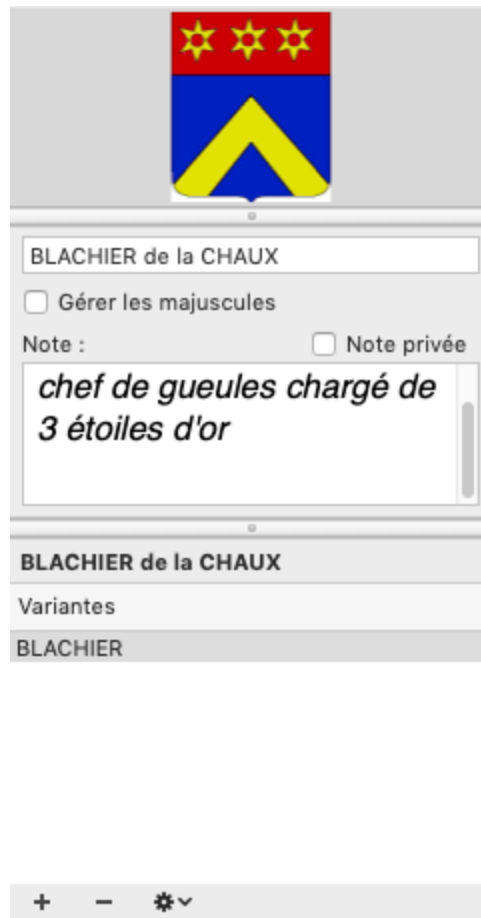 BLACHIER de la CHAUX
Gérer les majuscules
Note :
Note privée
chef de gueules chargé de
3 étoiles d'or
BLACHIER de la CHAUX
Variantes
BLACHIER